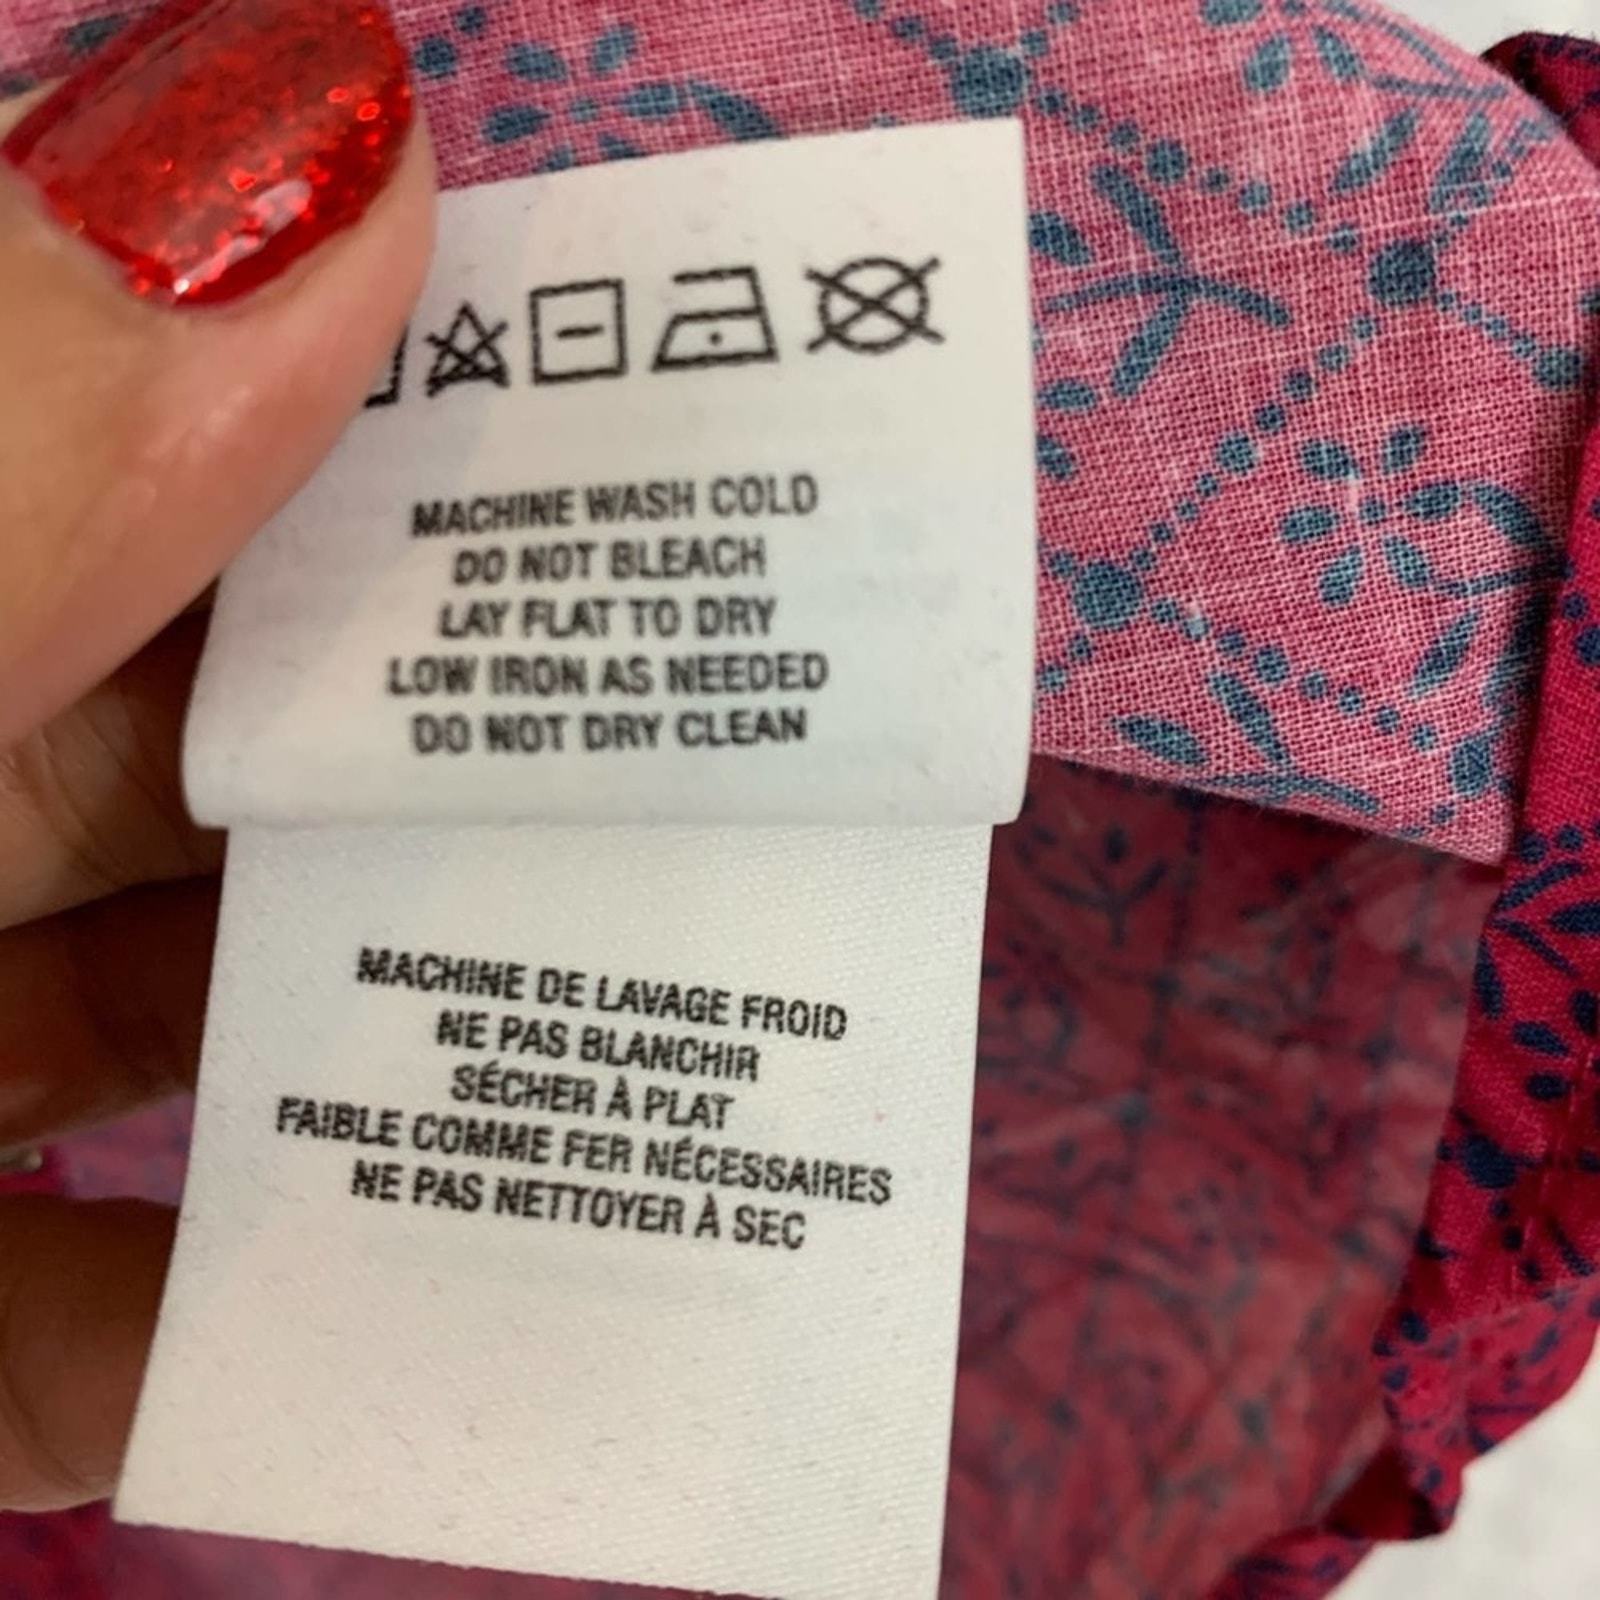 MACHINE WASH COLD
DO NOT BLEACH
LAY FLAT TO DRY
LOW IRON AS NEEDED
DO NOT DRY CLEAN
MACHINE DE LAVAGE FROID
NE PAS BLANCHIR
SÉCHER À PLAT
FAIBLE COMME FER NÉCESSAIRES
NE PAS NETTOYER À SEC